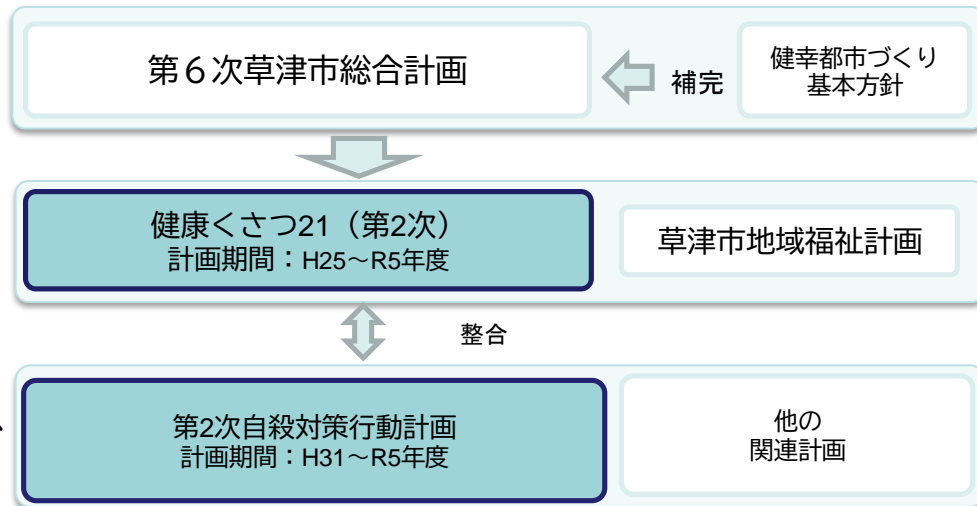 第６次草津市総合計画
補完
健幸都市づくり
基本方針
健康くさつ21（第2次）
計画期間：H25～R5年度
草津市地域福祉計画
整合
第2次自殺対策行動計画
計画期間：H31～R5年度
他の
関連計画